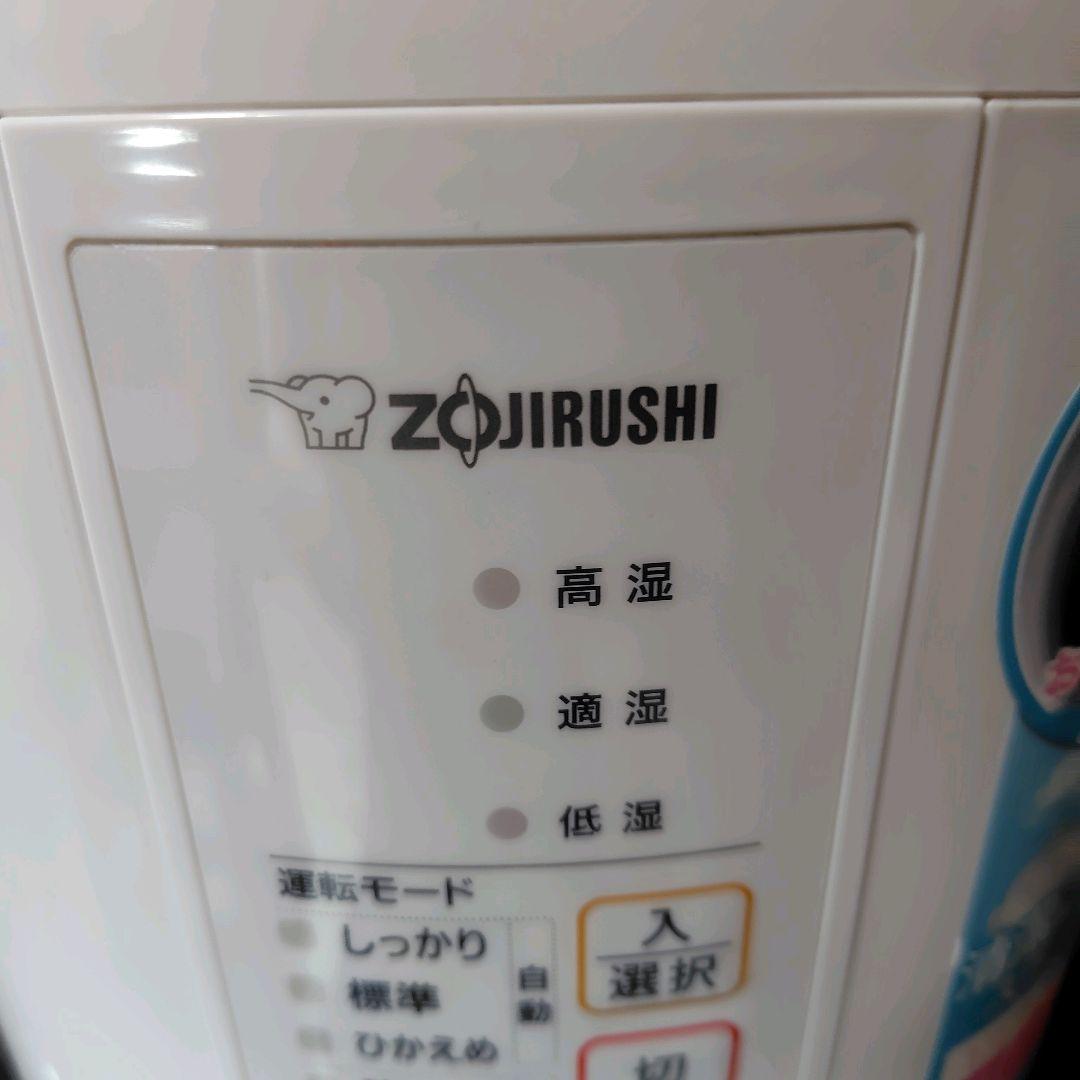 ZOJIRUSHI
高湿
適湿
低湿
運転モード
しっかり
標準
ひかえめ
自動
入
選択
切